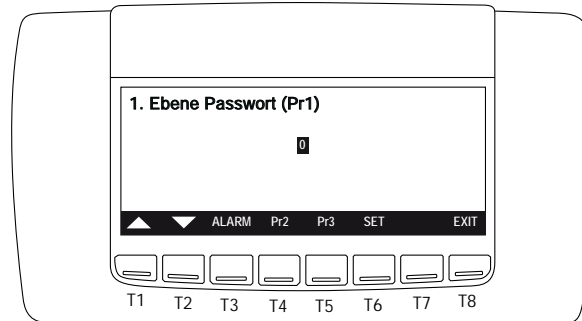 1. Ebene Passwort (Pr1)
0
ALARM Pr2 Pr3 SET EXIT
T1 T2 T3 T4 T5 T6 T7 T8